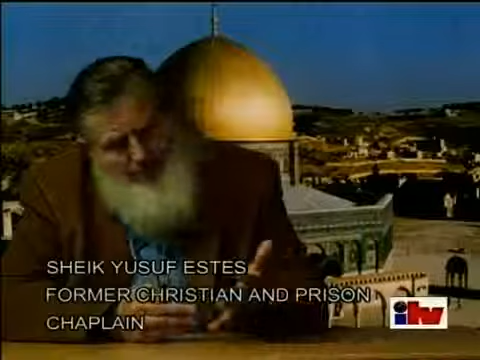 SHEIK YUSUF ESTES
FORMER CHRISTIAN AND PRISON
CHAPLAIN
itv